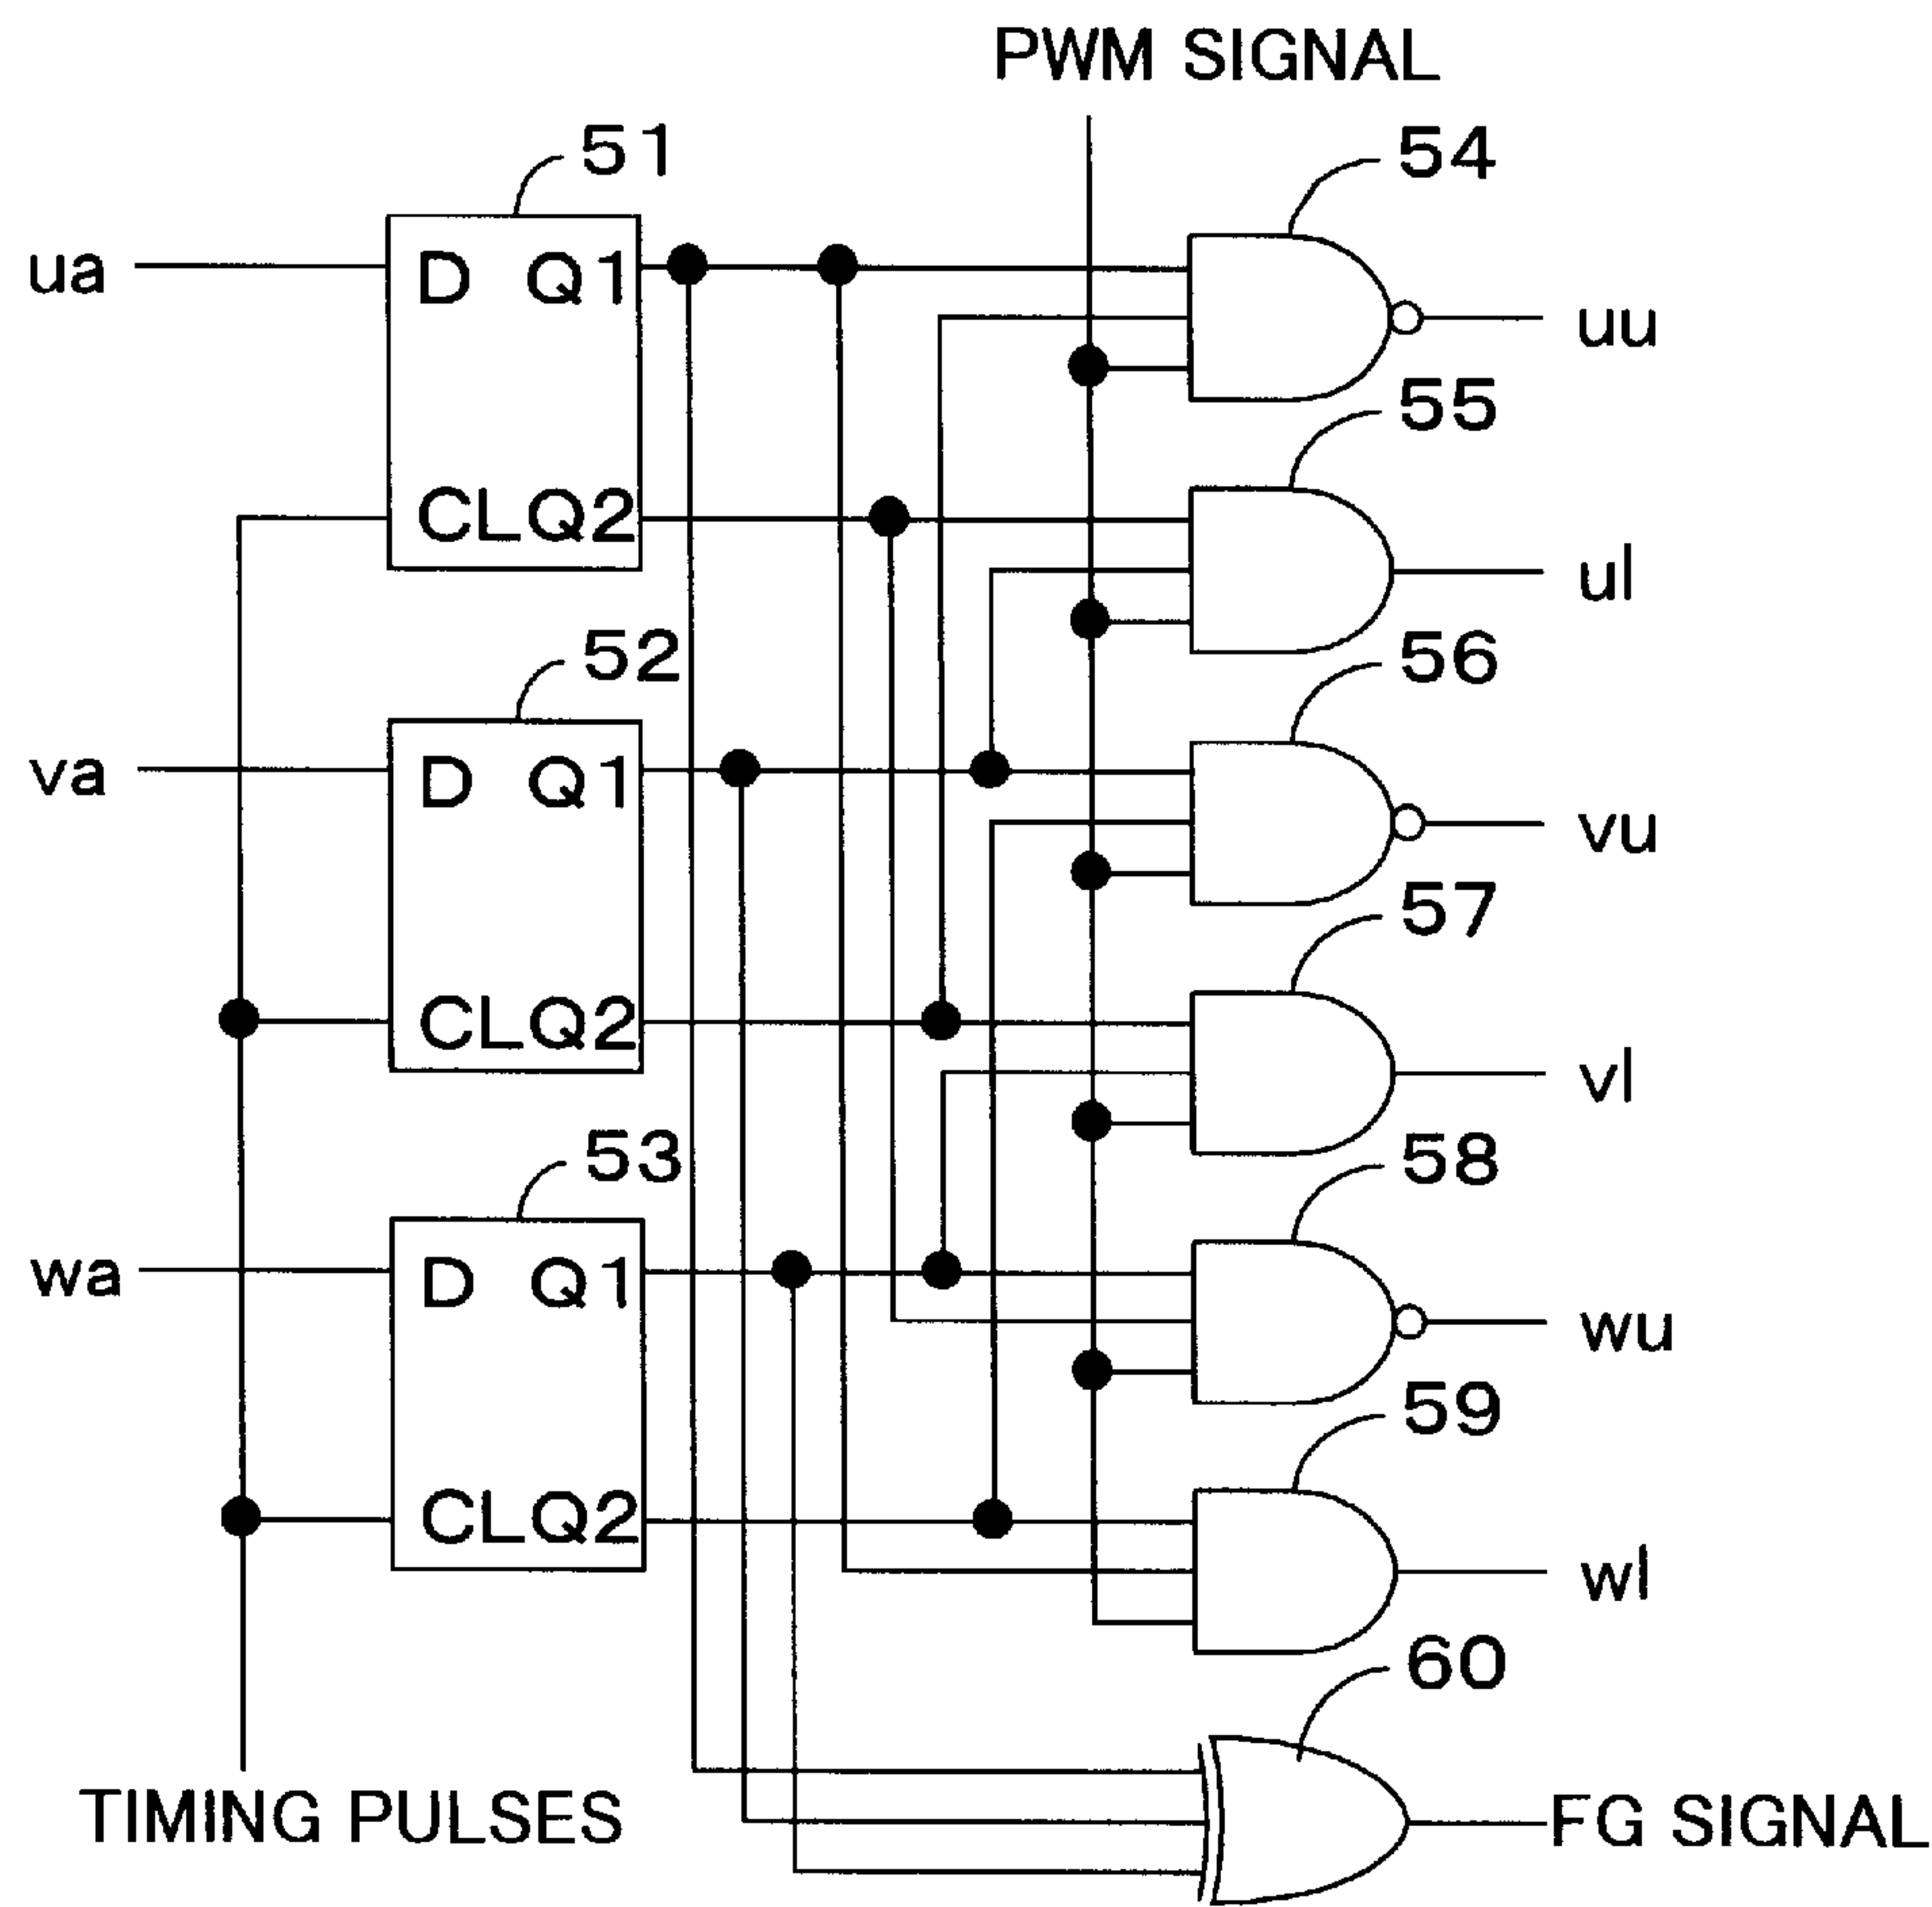 PWM SIGNAL
51
54
ua
D Q1
uu
55
CLQ2
ul
52
56
va
D Q1
vu
57
CLQ2
vl
53
58
wa
D Q1
wu
59
CLQ2
wl
60
TIMING PULSES
FG SIGNAL